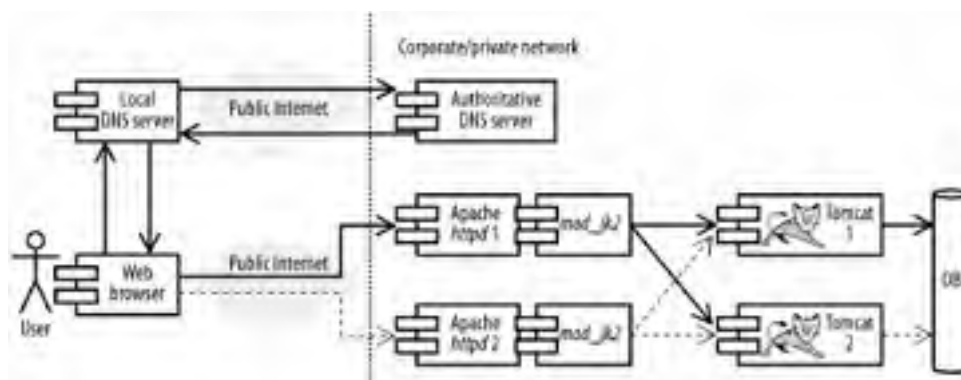 Corporate/private network
Local
DNS server
Public Internet
Authoritative
DNS server
Apache
httpd 1
mod_jk2
Tomcat
1
Public Internet
Web
browser
User
Apache
httpd 2
mod_jk2
Tomcat
2